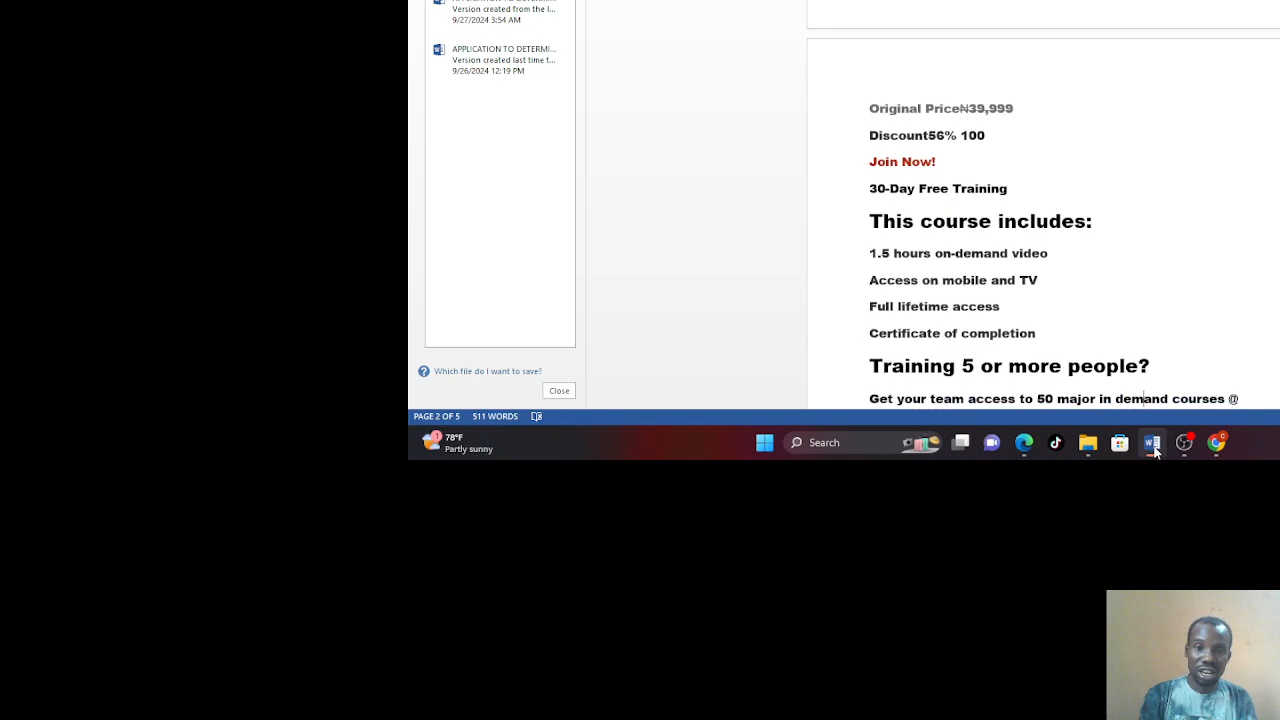 APPLICATION TO DETERMI...
Version created from the l...
9/27/2024 3:54 AM
APPLICATION TO DETERMI...
Version created last time t...
9/26/2024 12:19 PM
Which file do I want to save?
Close
Original Price₦39,999
Discount56% 100
Join Now!
30-Day Free Training
This course includes:
1.5 hours on-demand video
Access on mobile and TV
Full lifetime access
Certificate of completion
Training 5 or more people?
Get your team access to 50 major in demand courses @
PAGE 2 OF 5 511 WORDS
1
78°F
Partly sunny
Search